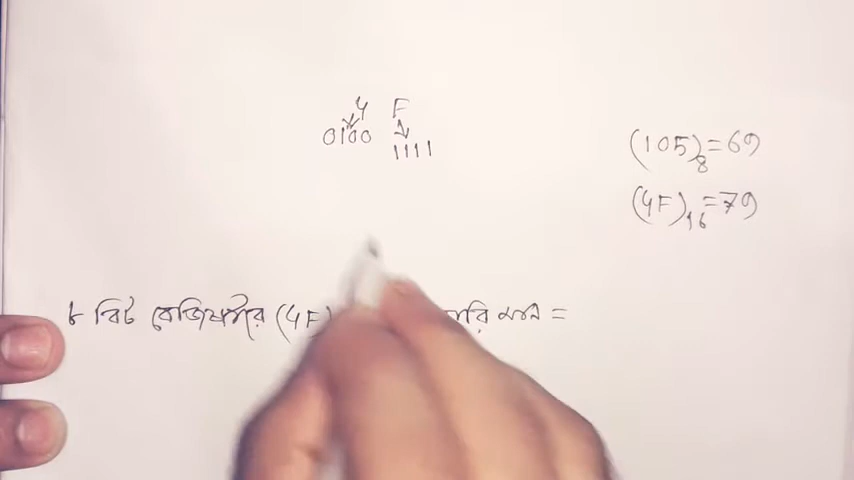 4 F
0100 1111
(105)₈ = 69
(4F)₁₆ = 79
৮ বিট রেজিস্টারে (4F) মান =